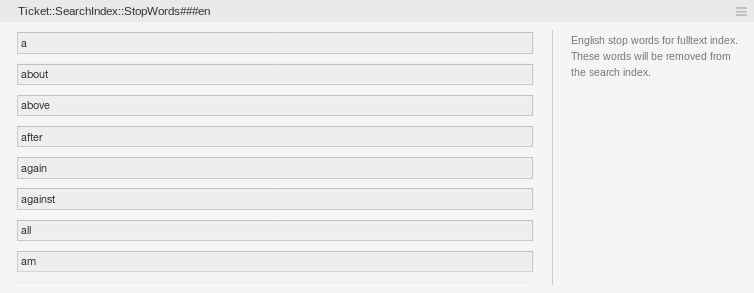 Ticket::SearchIndex::StopWords###en
a
about
above
after
again
against
all
am
English stop words for fulltext index.
These words will be removed from
the search index.